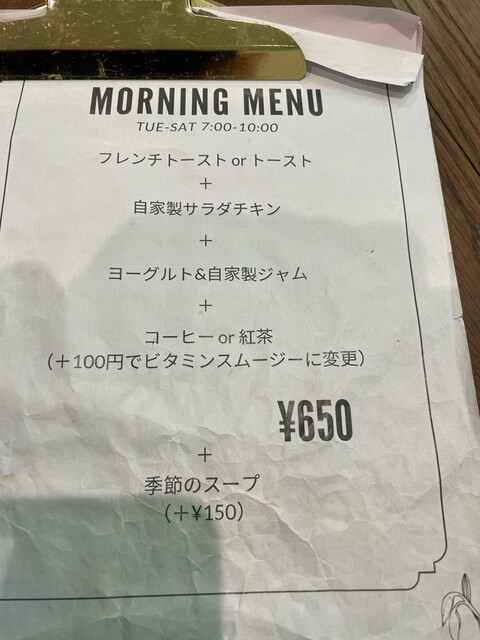 MORNING MENU
TUE-SAT 7:00-10:00
フレンチトースト or トースト
＋
自家製サラダチキン
＋
ヨーグルト&自家製ジャム
＋
コーヒー or 紅茶
（＋100円でビタミンスムージーに変更）
¥650
＋
季節のスープ
（＋¥150）